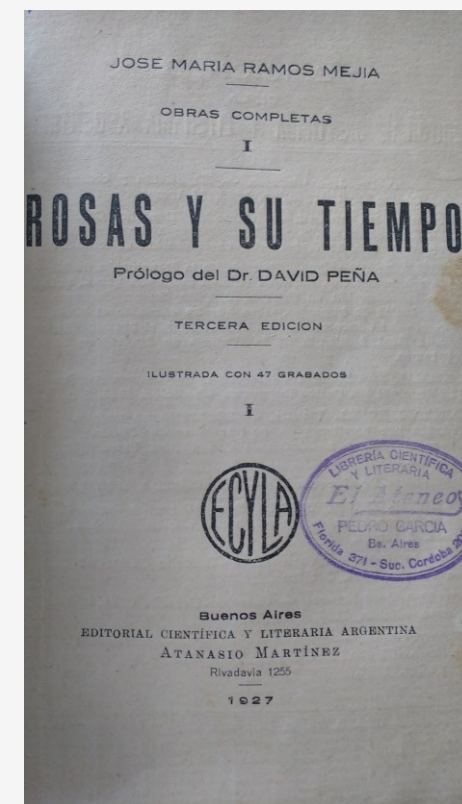 JOSE MARIA RAMOS MEJIA
OBRAS COMPLETAS
I
ROSAS Y SU TIEMPO
Prólogo del Dr. DAVID PEÑA
TERCERA EDICION
ILUSTRADA CON 47 GRABADOS
I
ECYLA
LIBRERÍA CIENTÍFICA
Y LITERARIA
El Ateneo
PEDRO GARCIA
Bs. Aires
Florida 371 - Suc. Cordoba 20
Buenos Aires
EDITORIAL CIENTÍFICA Y LITERARIA ARGENTINA
ATANASIO MARTÍNEZ
Rivadavia 1255
1927